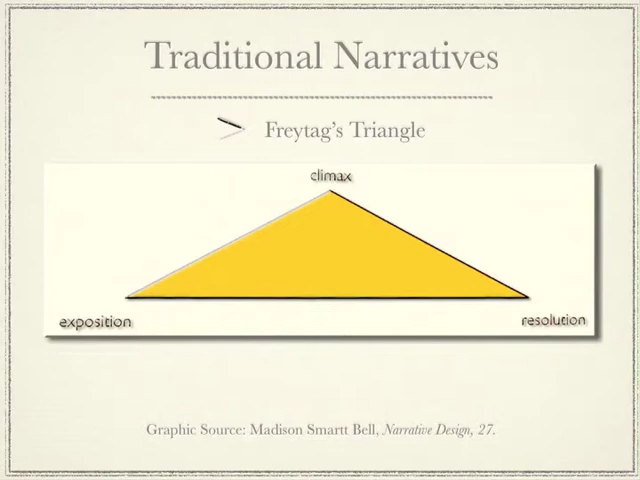 Traditional Narratives
Freytag's Triangle
climax
exposition
resolution
Graphic Source: Madison Smartt Bell, Narrative Design, 27.